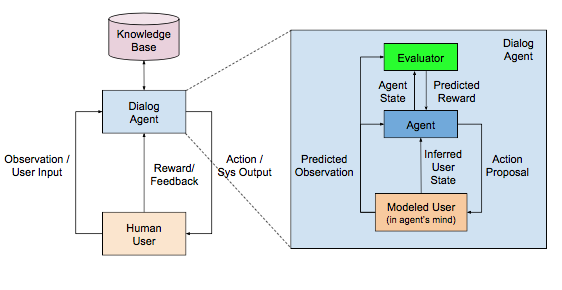 Knowledge
Base
Dialog
Agent
Observation /
User Input
Reward/
Feedback
Action /
Sys Output
Human
User
Dialog
Agent
Evaluator
Agent
State
Predicted
Reward
Agent
Predicted
Observation
Inferred
User
State
Action
Proposal
Modeled User
(in agent's mind)